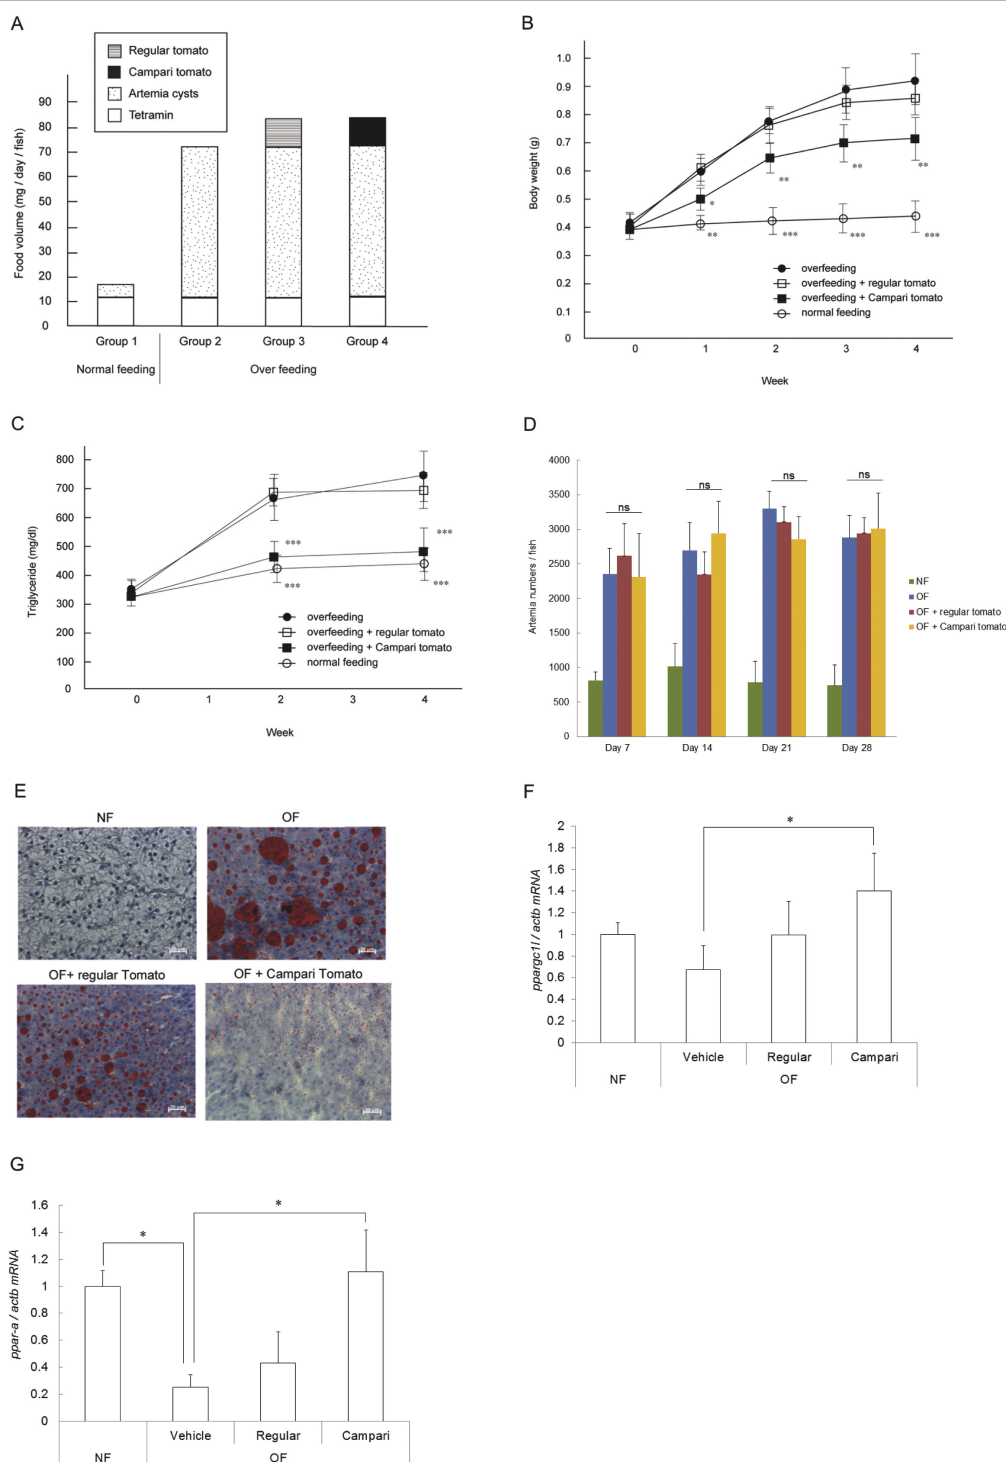 A
Regular tomato
Campari tomato
Artemia cysts
Tetramin
Food volume (mg / day / fish)
90
80
70
60
50
40
30
20
10
0
Group 1
Group 2
Group 3
Group 4
Normal feeding
Over feeding
B
Body weight (g)
1.0
0.9
0.8
0.7
0.6
0.5
0.4
0.3
0.2
0.1
0
*
**
**
**
**
***
***
***
overfeeding
overfeeding + regular tomato
overfeeding + Campari tomato
normal feeding
0 1 2 3 4
Week
C
Triglyceride (mg/dl)
800
700
600
500
400
300
200
100
0
***
***
***
***
overfeeding
overfeeding + regular tomato
overfeeding + Campari tomato
normal feeding
0 1 2 3 4
Week
D
Artemia numbers / fish
4000
3500
3000
2500
2000
1500
1000
500
0
ns
ns
ns
ns
NF
OF
OF + regular tomato
OF + Campari tomato
Day 7
Day 14
Day 21
Day 28
E
NF
OF
OF+ regular Tomato
OF + Campari Tomato
F
ppargc1l / actb mRNA
2
1.8
1.6
1.4
1.2
1
0.8
0.6
0.4
0.2
0
*
Vehicle
Regular
Campari
NF
OF
G
ppar-a / actb mRNA
1.6
1.4
1.2
1
0.8
0.6
0.4
0.2
0
*
*
Vehicle
Regular
Campari
NF
OF